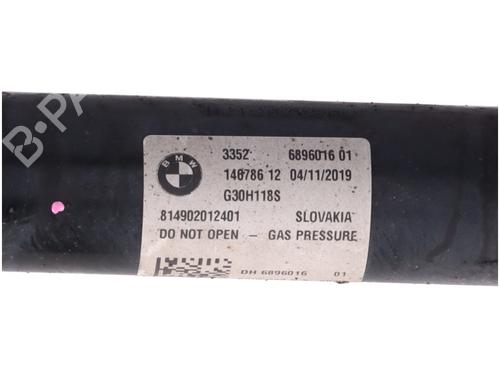 B-PARTS
BMW
3352 6896016 01
146786 12 04/11/2019
G30H118S
814902012401 SLOVAKIA
DO NOT OPEN – GAS PRESSURE
DH 6896016 01